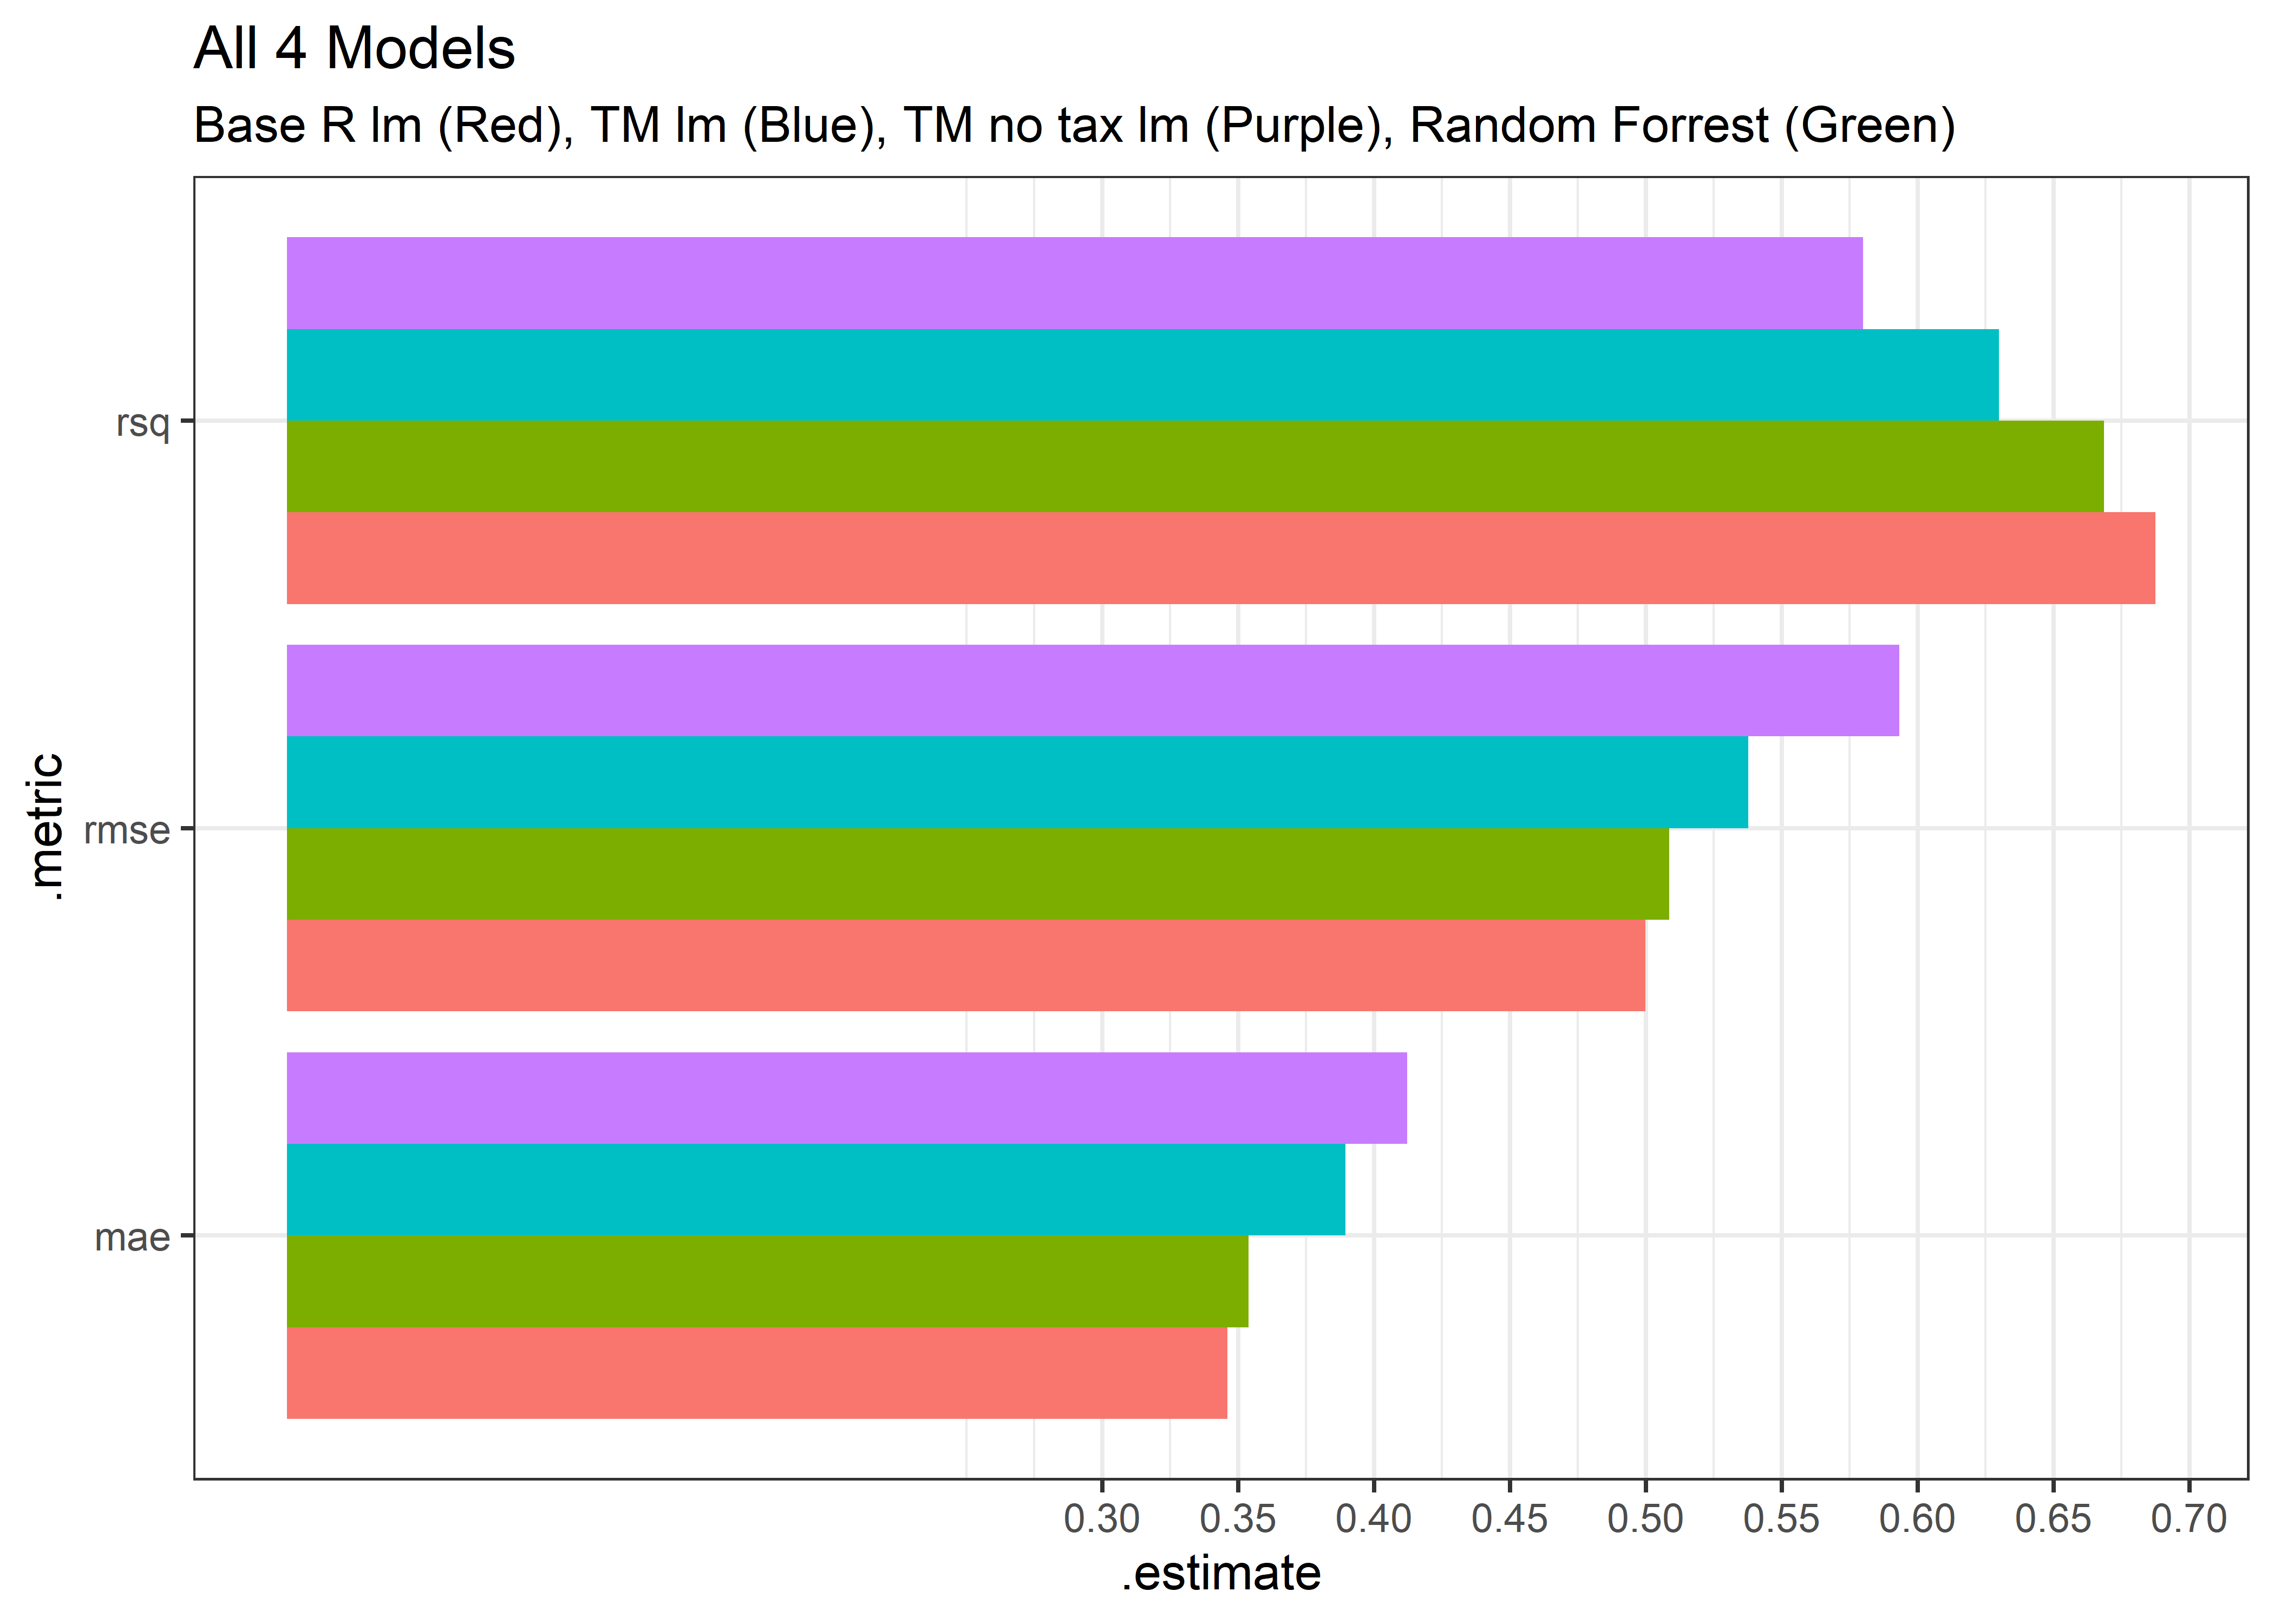 All 4 Models
Base R lm (Red), TM lm (Blue), TM no tax lm (Purple), Random Forrest (Green)
rsq
rmse
mae
.metric
0.30 0.35 0.40 0.45 0.50 0.55 0.60 0.65 0.70
.estimate